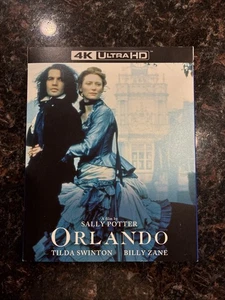 4K ULTRA HD
A film by
SALLY POTTER
ORLANDO
TILDA SWINTON BILLY ZANE